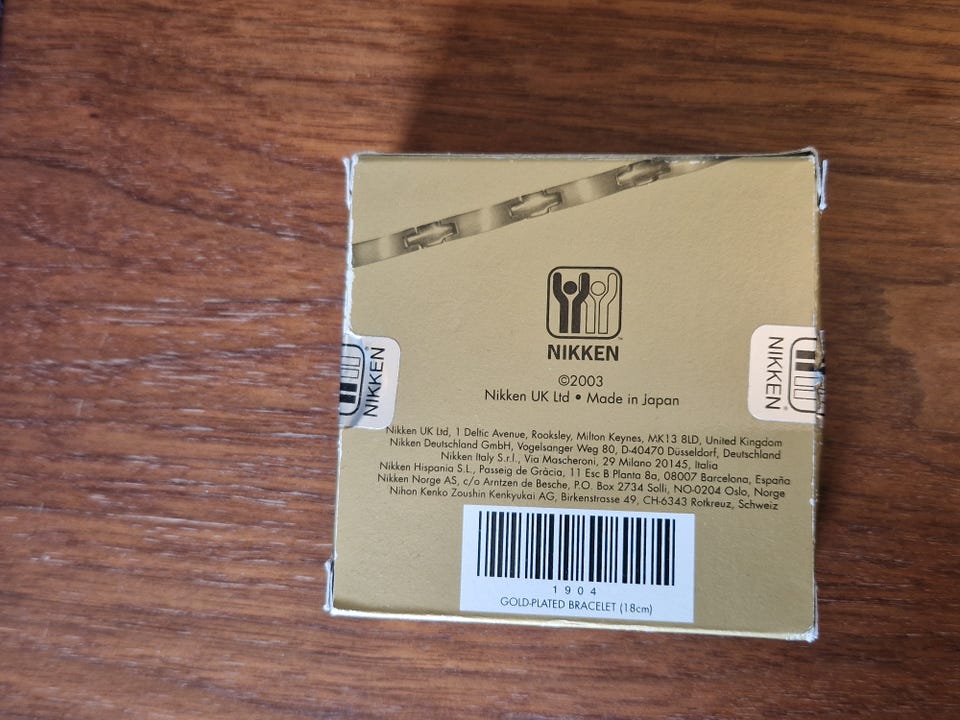 NIKKEN
©2003
Nikken UK Ltd • Made in Japan
NIKKEN
NIKKEN
Nikken UK Ltd, 1 Deltic Avenue, Rooksley, Milton Keynes, MK13 8LD, United Kingdom
Nikken Deutschland GmbH, Vogelsanger Weg 80, D-40470 Düsseldorf, Deutschland
Nikken Italy S.r.l., Via Mascheroni, 29 Milano 20145, Italia
Nikken Hispania S.L., Passeig de Gràcia, 11 Esc B Planta 8a, 08007 Barcelona, España
Nikken Norge AS, c/o Arntzen de Besche, P.O. Box 2734 Solli, NO-0204 Oslo, Norge
Nihon Kenko Zoushin Kenkyukai AG, Birkenstrasse 49, CH-6343 Rotkreuz, Schweiz
1904
GOLD-PLATED BRACELET (18cm)